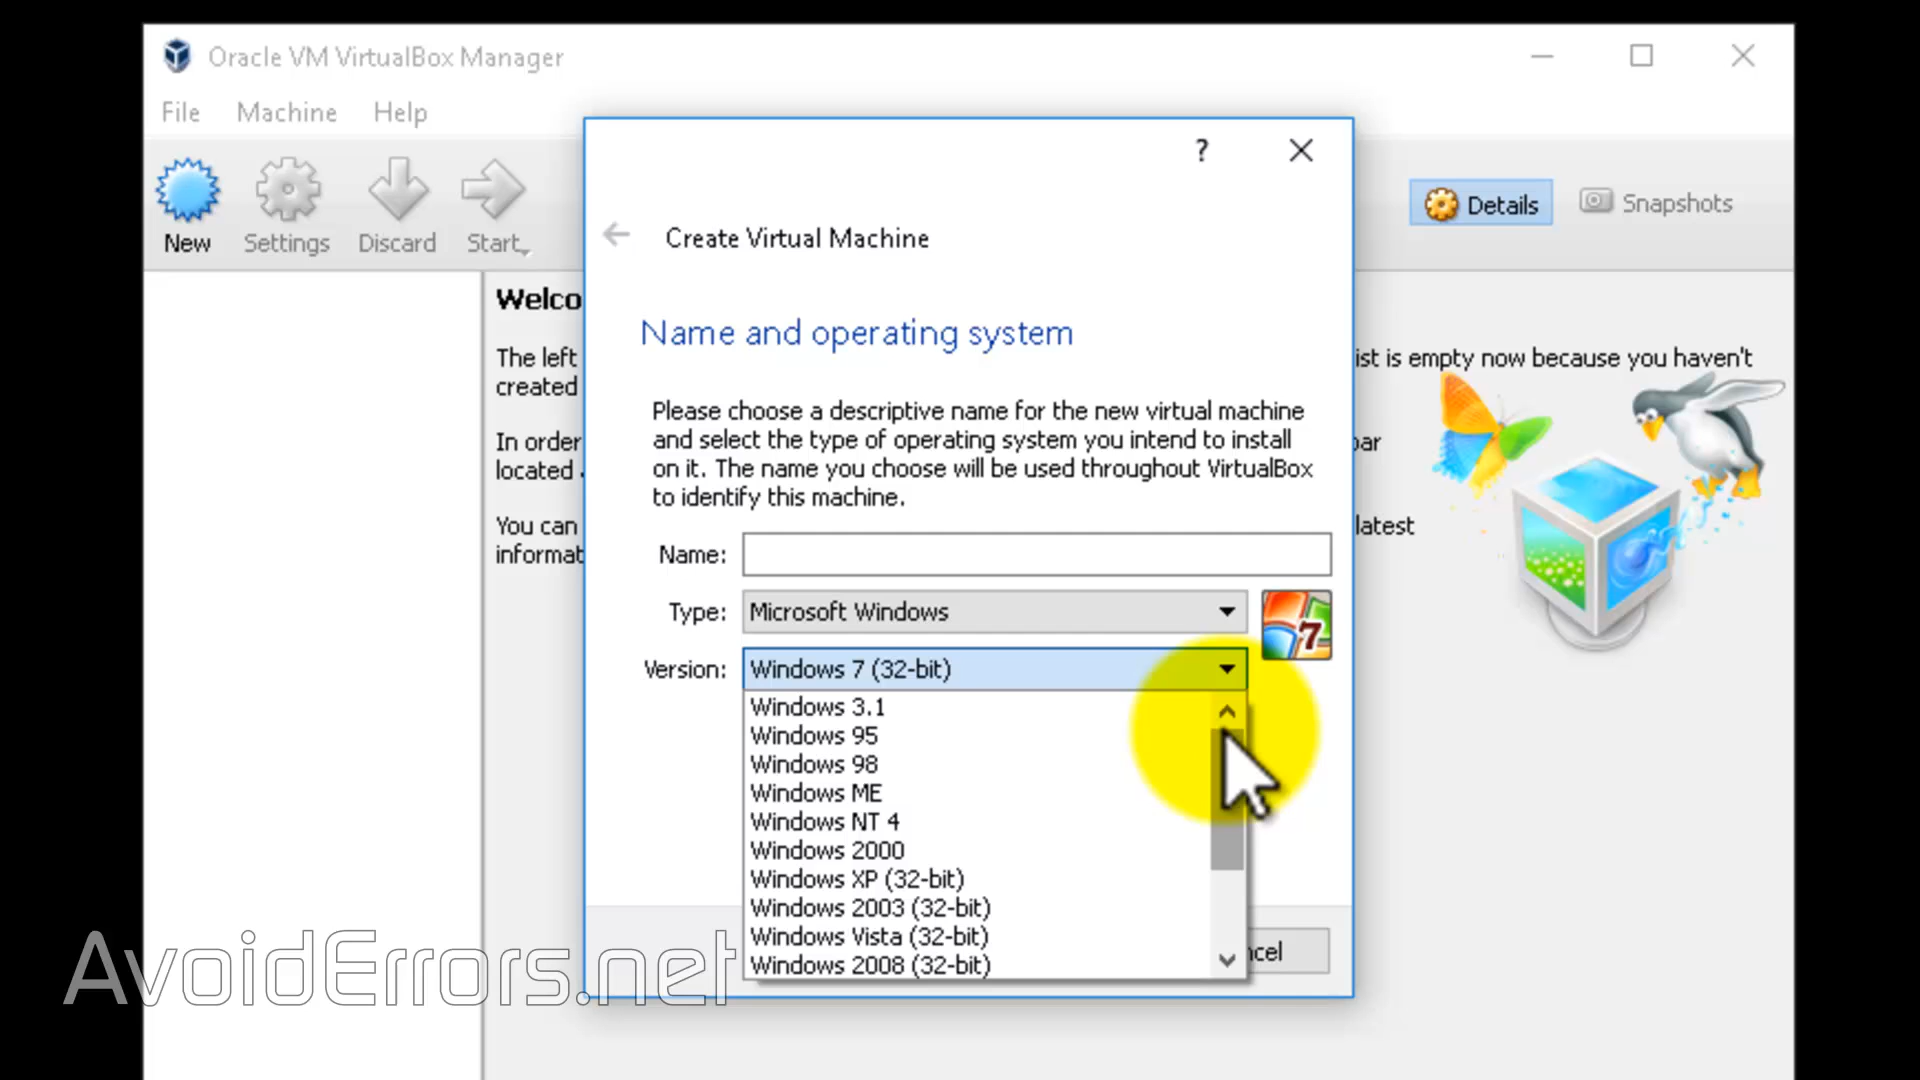 Oracle VM VirtualBox Manager
File Machine Help
?
New Settings Discard Start
Details Snapshots
Create Virtual Machine
Welco
Name and operating system
The left
ist is empty now because you haven't
created
Please choose a descriptive name for the new virtual machine
and select the type of operating system you intend to install
on it. The name you choose will be used throughout VirtualBox
to identify this machine.
In order
located
You can
latest
informat
Name:
Type: Microsoft Windows
7
Version: Windows 7 (32-bit)
Windows 3.1
Windows 95
Windows 98
Windows ME
Windows NT 4
Windows 2000
Windows XP (32-bit)
Windows 2003 (32-bit)
Windows Vista (32-bit)
Windows 2008 (32-bit)
ncel
AvoidErrors.net